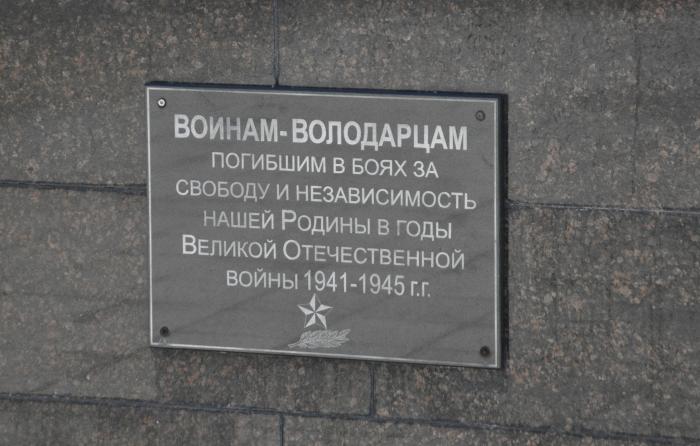 ВОИНАМ-ВОЛОДАРЦАМ
ПОГИБШИМ В БОЯХ ЗА
СВОБОДУ И НЕЗАВИСИМОСТЬ
НАШЕЙ РОДИНЫ В ГОДЫ
ВЕЛИКОЙ ОТЕЧЕСТВЕННОЙ
ВОЙНЫ 1941-1945 г.г.